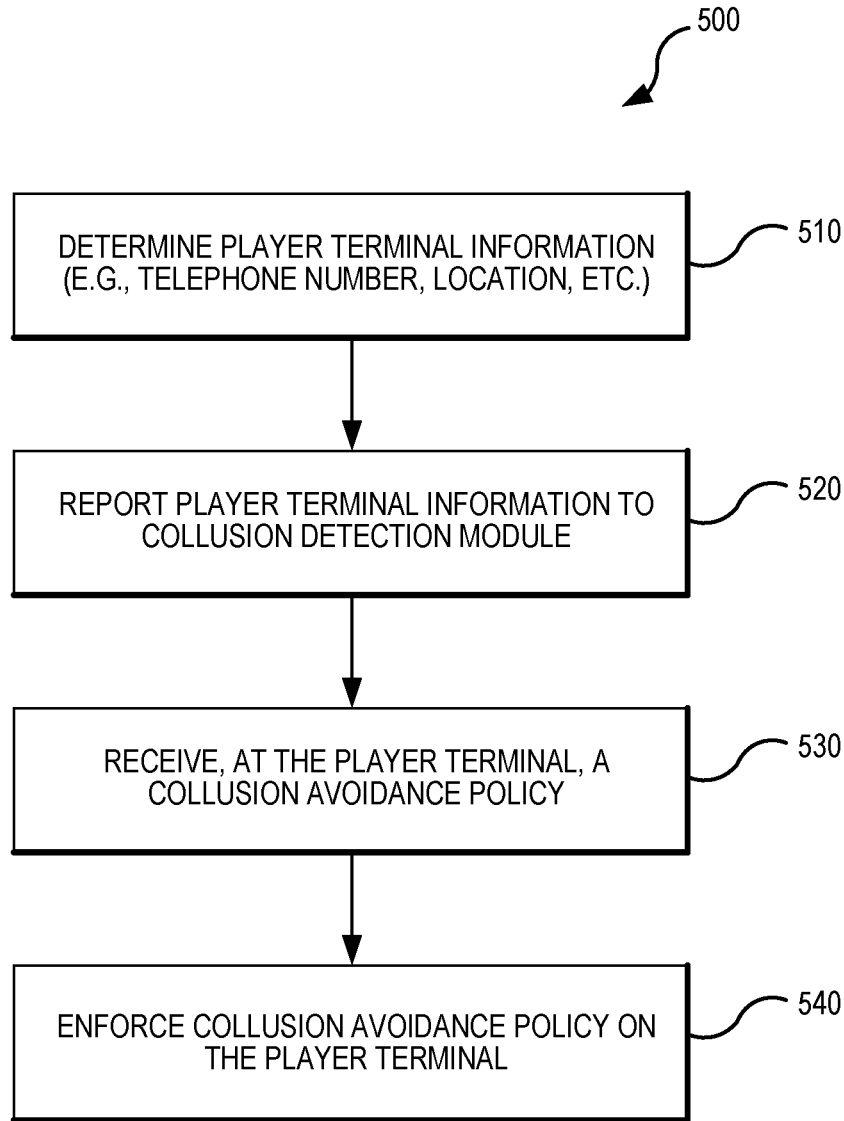 500
DETERMINE PLAYER TERMINAL INFORMATION
(E.G., TELEPHONE NUMBER, LOCATION, ETC.)
510
REPORT PLAYER TERMINAL INFORMATION TO
COLLUSION DETECTION MODULE
520
RECEIVE, AT THE PLAYER TERMINAL, A
COLLUSION AVOIDANCE POLICY
530
ENFORCE COLLUSION AVOIDANCE POLICY ON
THE PLAYER TERMINAL
540